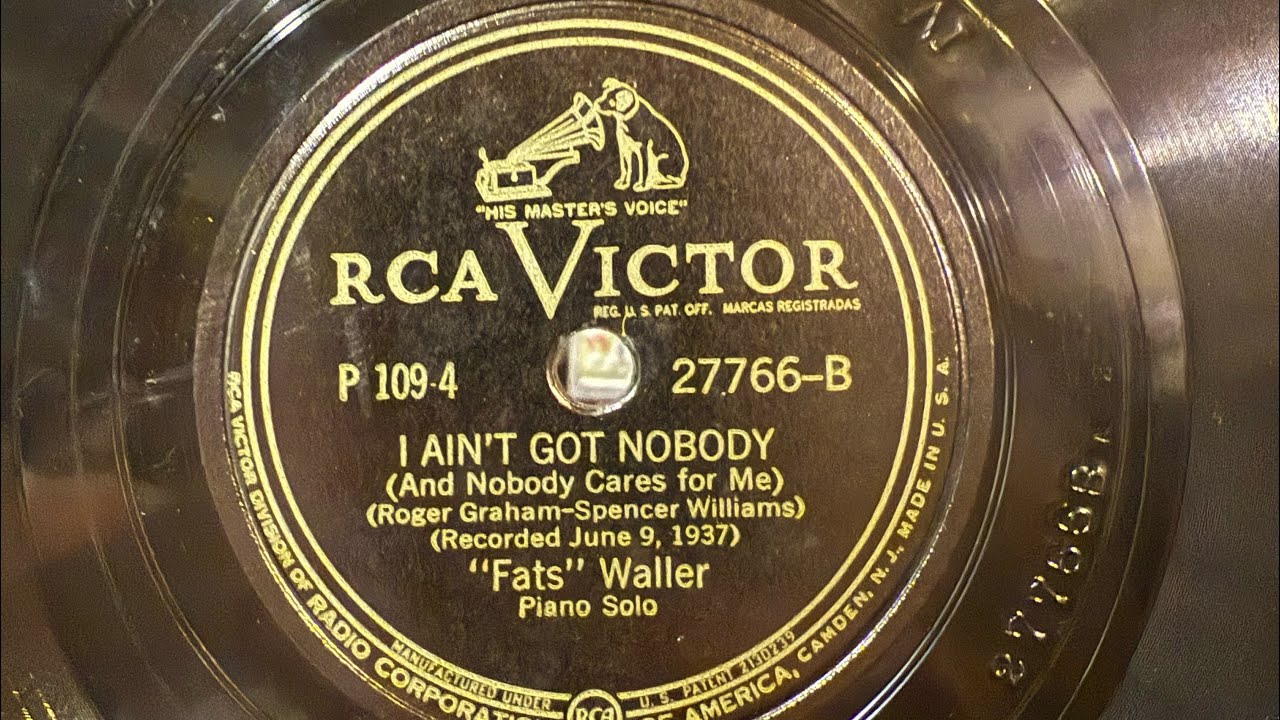 "HIS MASTER'S VOICE"
RCA VICTOR
REG. U. S. PAT. OFF. MARCAS REGISTRADAS
P 109-4
27766-B
I AIN'T GOT NOBODY
(And Nobody Cares for Me)
(Roger Graham-Spencer Williams)
(Recorded June 9, 1937)
"Fats" Waller
Piano Solo
MANUFACTURED UNDER RCA U. S. PATENT 2130239
RCA VICTOR DIVISION OF RADIO CORPORATION AMERICA, CAMDEN, N. J., MADE IN U. S. A.